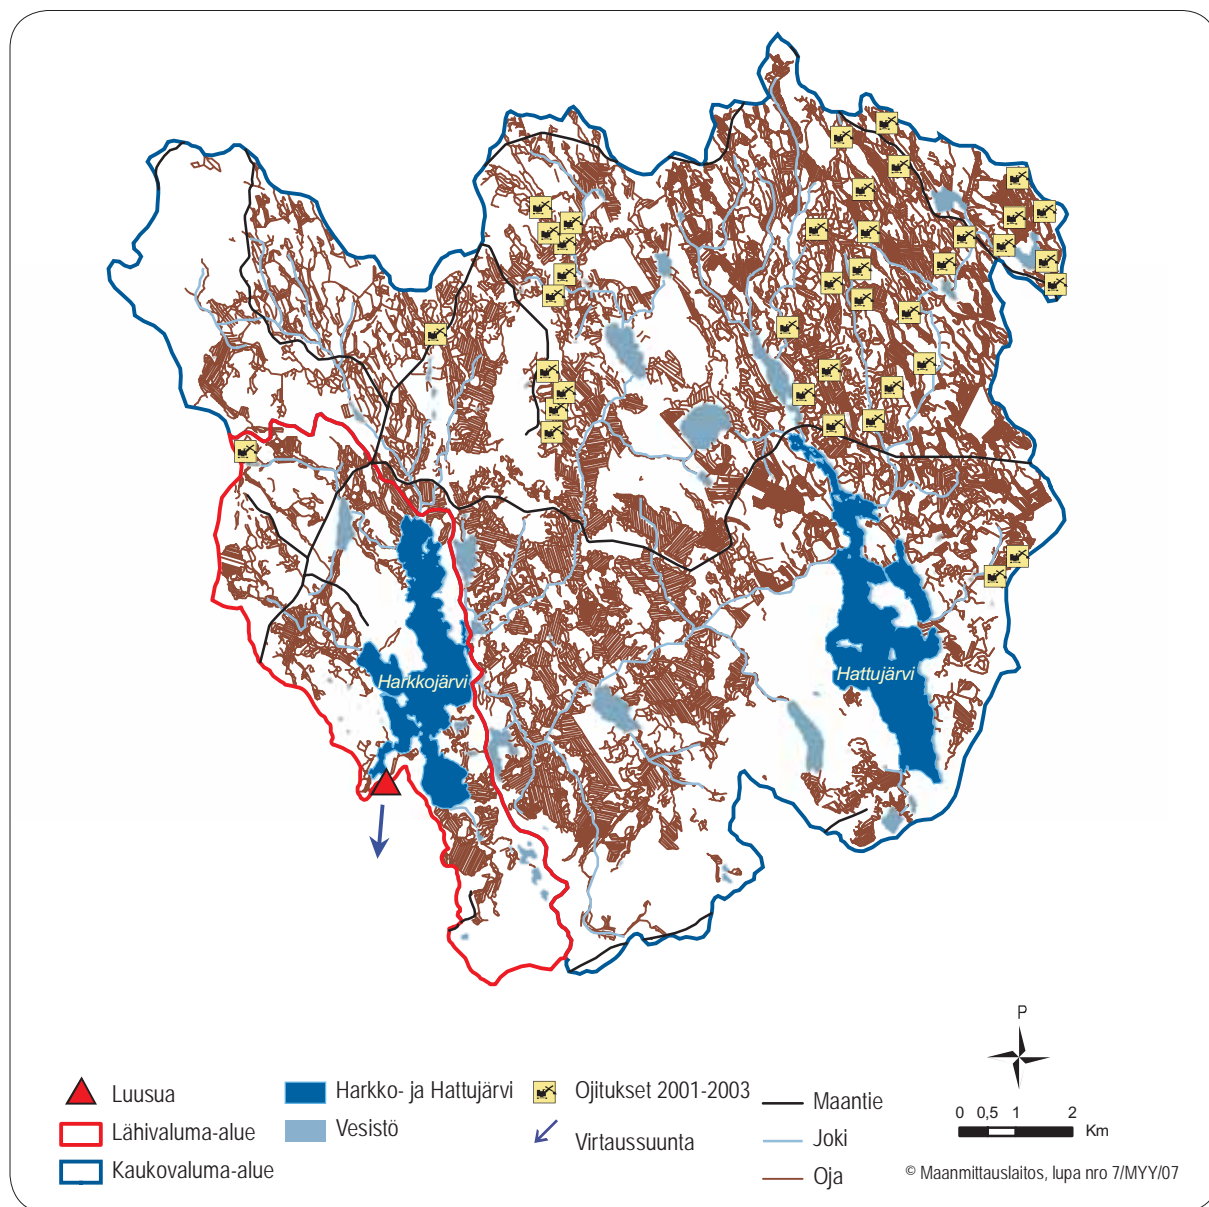 Harkkojärvi
Hattujärvi
P
Luusua
Lähivaluma-alue
Kaukovaluma-alue
Harkko- ja Hattujärvi
Vesistö
Ojitukset 2001-2003
Virtaussuunta
Maantie
Joki
Oja
0 0,5 1 2
Km
© Maanmittauslaitos, lupa nro 7/MYY/07